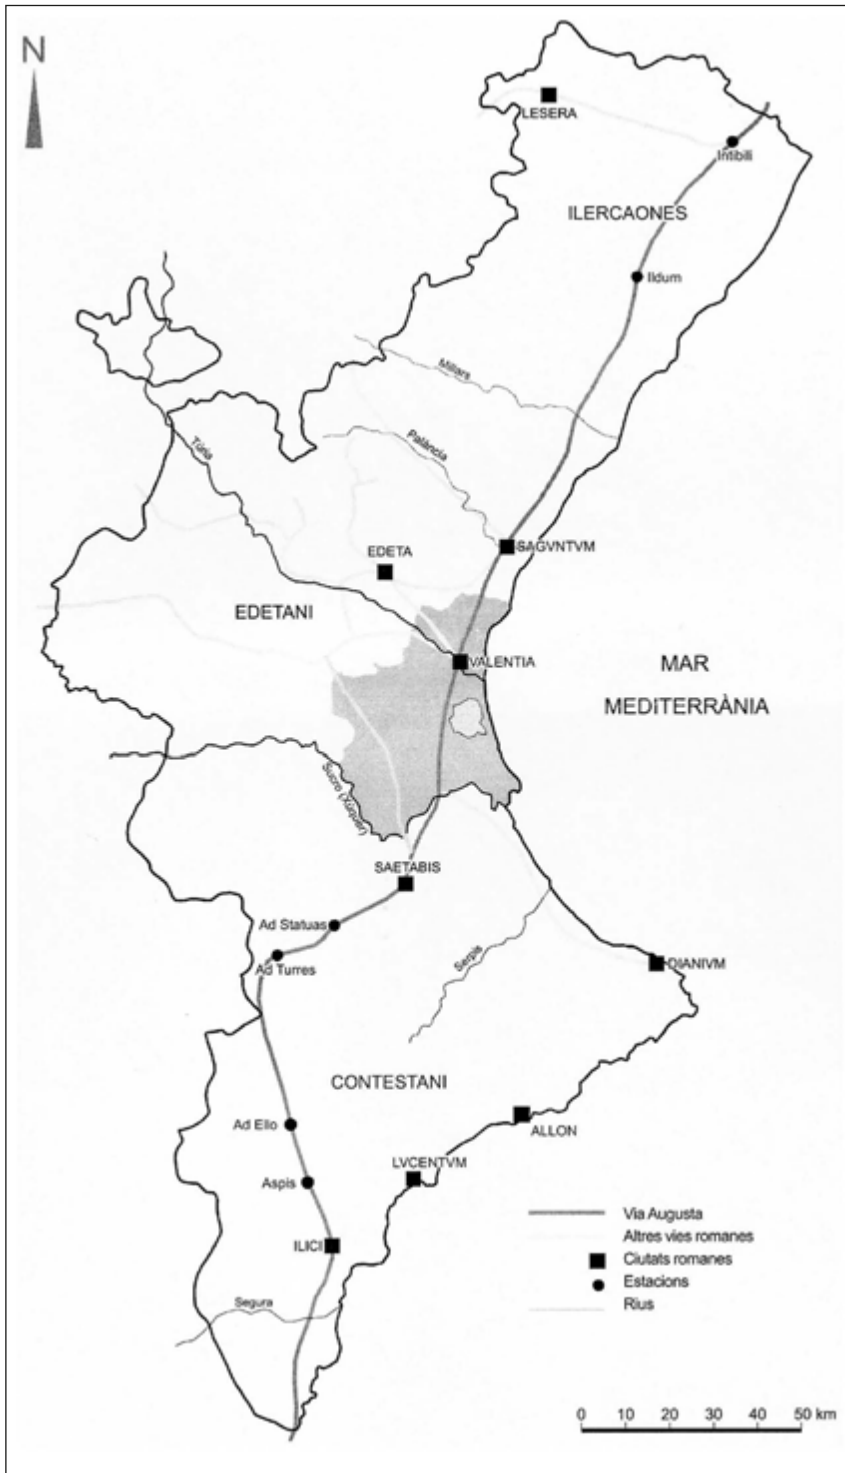 N
LESERA
Intibili
ILERCAONES
Ildum
Millars
Palància
Túria
SAGVNTVM
EDETA
EDETANI
VALENTIA
MAR
MEDITERRÀNIA
Sucro (Xúquer)
SAETABIS
Ad Statuas
Ad Turres
Serpis
DIANIVM
CONTESTANI
Ad Ello
ALLON
LVCENTVM
Aspis
ILICI
Segura
Via Augusta
Altres vies romanes
Ciutats romanes
Estacions
Rius
0 10 20 30 40 50 km